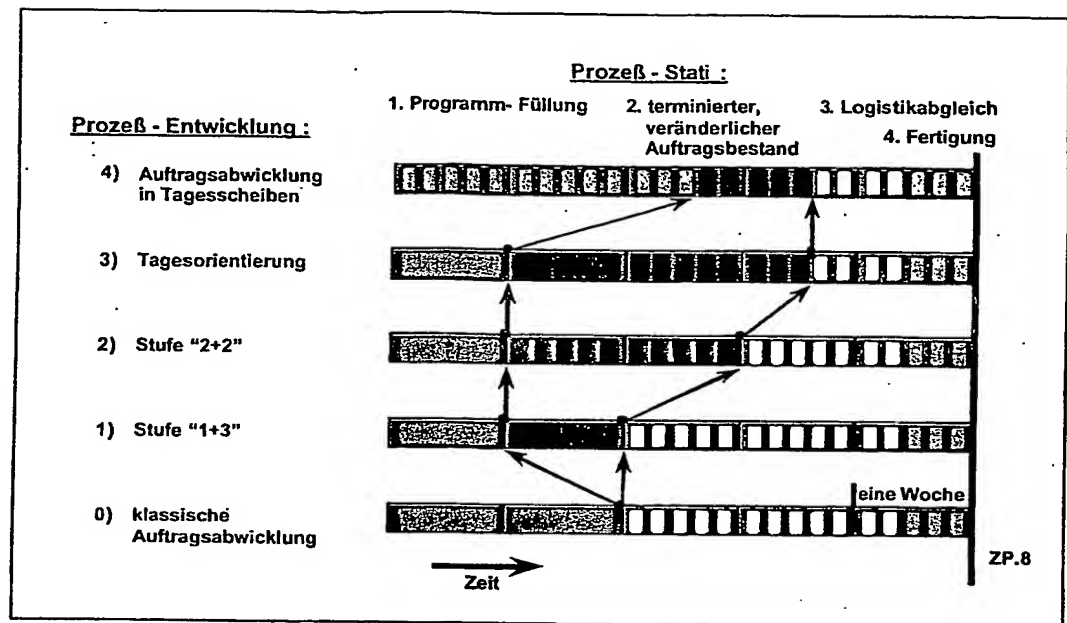 Prozeß - Stati :
1. Programm- Füllung
2. terminierter,
veränderlicher
Auftragsbestand
3. Logistikabgleich
4. Fertigung
Prozeß - Entwicklung :
4) Auftragsabwicklung
in Tagesscheiben
3) Tagesorientierung
2) Stufe "2+2"
1) Stufe "1+3"
eine Woche
0) klassische
Auftragsabwicklung
Zeit
ZP.8